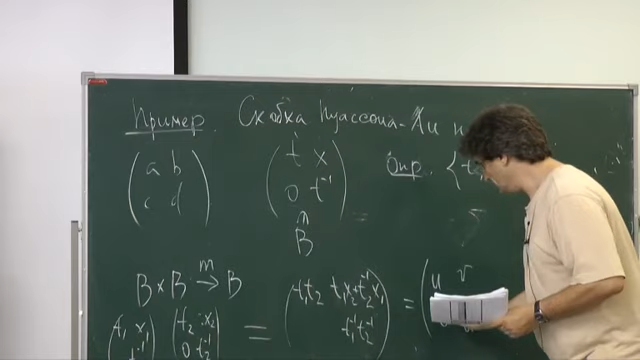 Пример. Скобка Пуассона-Ли н
( a b ) ( t x ) Опр. {t,
( c d ) ( 0 t⁻¹ )
B
B × B →ᵐ B
( t₁ x₁ ) ( t₂ x₂ ) = ( t₁t₂ t₁x₂+t₂⁻¹x₁ ) = ( u v
t₁⁻¹ 0 t₂⁻¹ t₁⁻¹t₂⁻¹